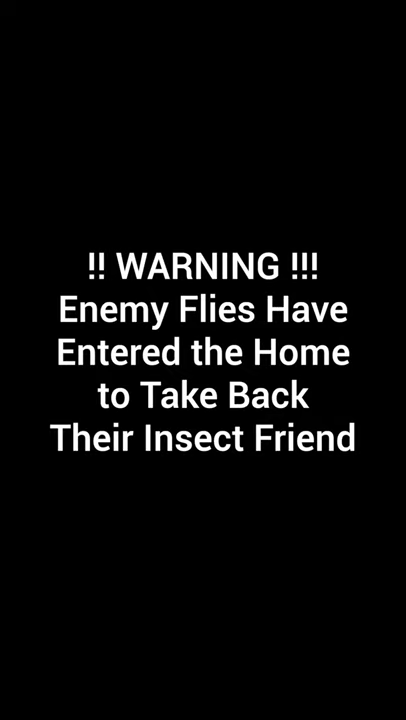 !! WARNING !!!
Enemy Flies Have
Entered the Home
to Take Back
Their Insect Friend